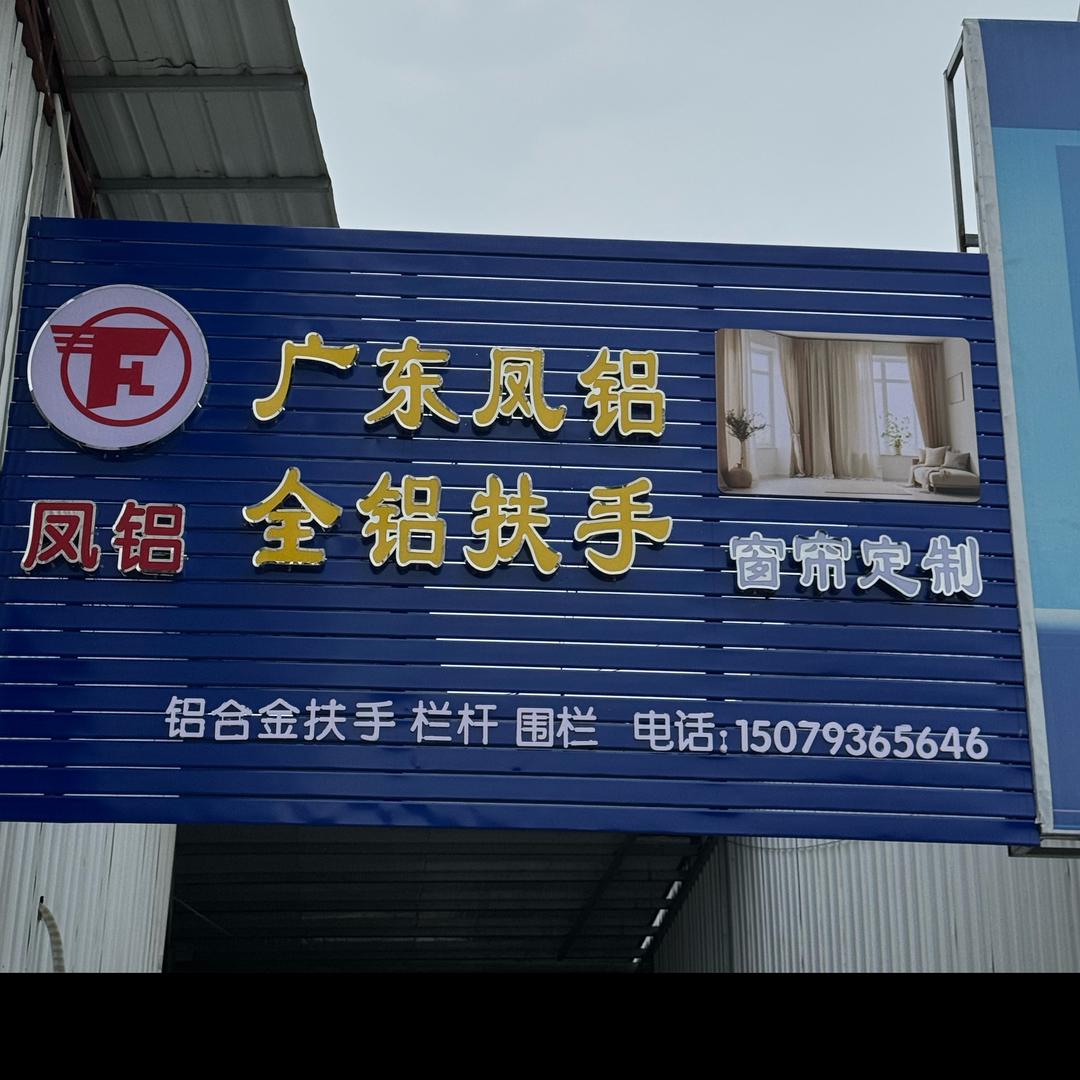 广东凤铝
全铝扶手
凤铝
窗帘定制
铝合金扶手 栏杆 围栏 电话:15079365646